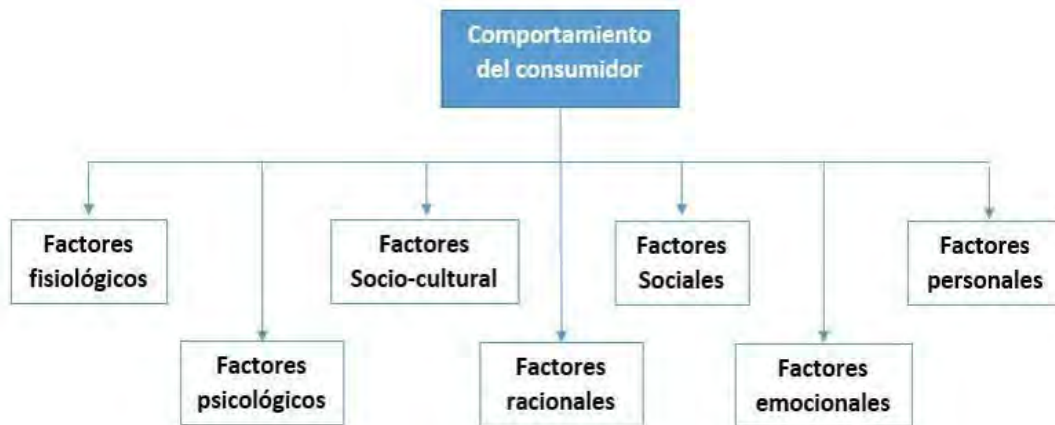 Comportamiento
del consumidor
Factores
fisiológicos
Factores
Socio-cultural
Factores
Sociales
Factores
personales
Factores
psicológicos
Factores
racionales
Factores
emocionales